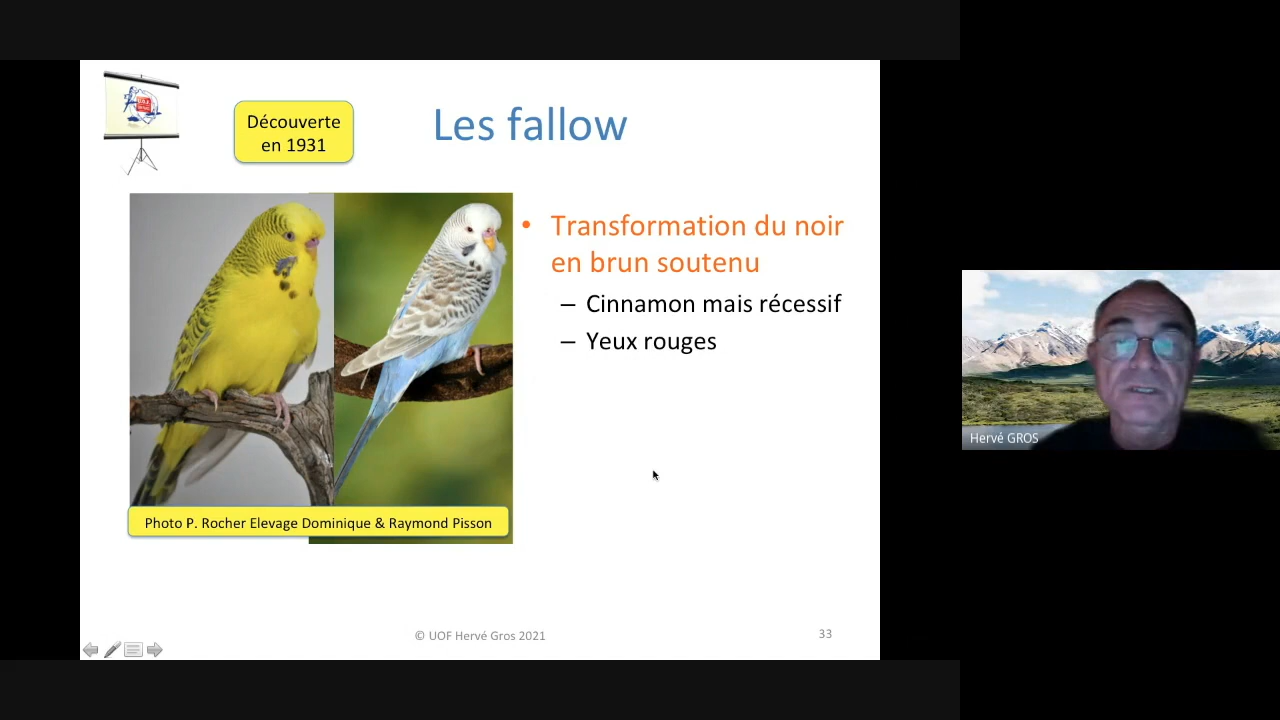 Découverte
en 1931
Les fallow
• Transformation du noir
en brun soutenu
– Cinnamon mais récessif
– Yeux rouges
Photo P. Rocher Elevage Dominique & Raymond Pisson
© UOF Hervé Gros 2021
33
Hervé GROS